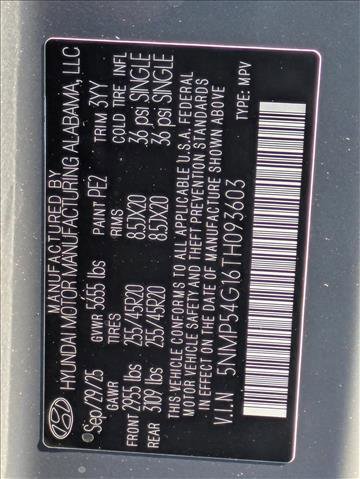 MANUFACTURED BY
HYUNDAI MOTOR MANUFACTURING ALABAMA, LLC
Sep/29/25 GVWR 5655 lbs PAINT PE2 TRIM 3YY
GAWR TIRES RIMS COLD TIRE INFL
FRONT 2955 lbs 255/45R20 8.5JX20 36 psi SINGLE
REAR 3109 lbs 255/45R20 8.5JX20 36 psi SINGLE
THIS VEHICLE CONFORMS TO ALL APPLICABLE U.S.A. FEDERAL
MOTOR VEHICLE SAFETY AND THEFT PREVENTION STANDARDS
IN EFFECT ON THE DATE OF MANUFACTURE SHOWN ABOVE
V.I.N 5NMP54G16TH093603 TYPE: MPV